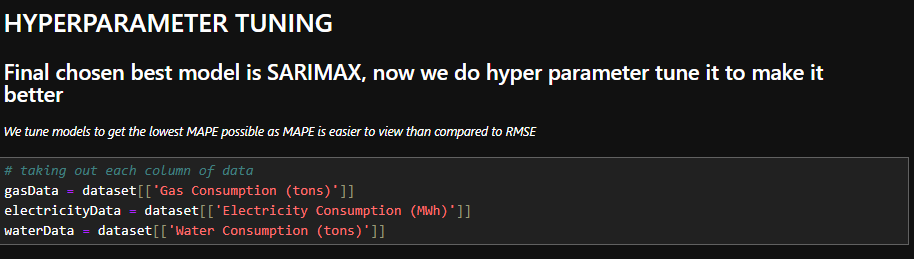 HYPERPARAMETER TUNING
Final chosen best model is SARIMAX, now we do hyper parameter tune it to make it
better
We tune models to get the lowest MAPE possible as MAPE is easier to view than compared to RMSE
# taking out each column of data
gasData = dataset[['Gas Consumption (tons)']]
electricityData = dataset[['Electricity Consumption (MWh)']]
waterData = dataset[['Water Consumption (tons)']]